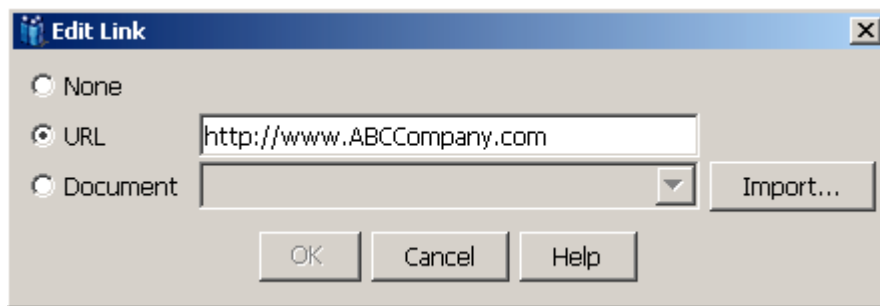 Edit Link
None
URL http://www.ABCCompany.com
Document Import...
OK Cancel Help